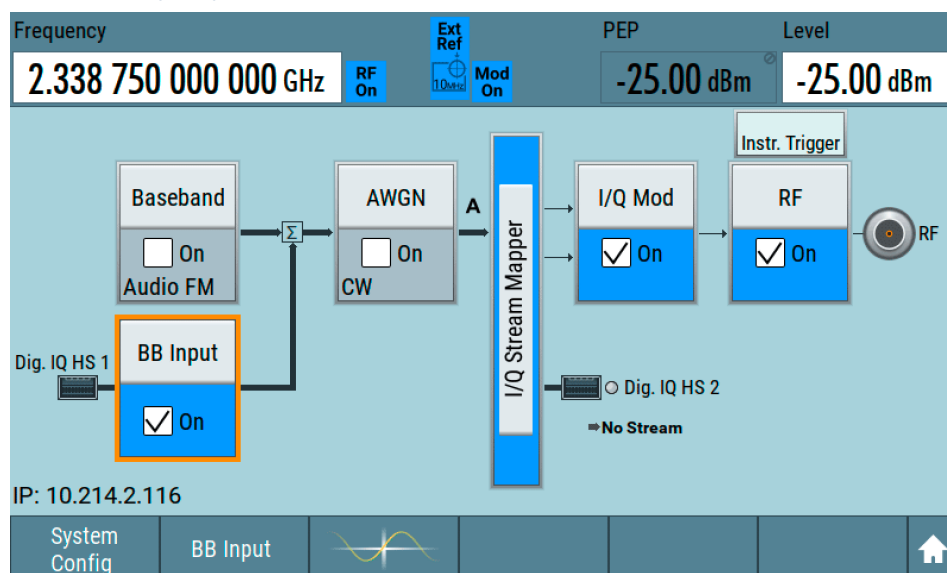 Frequency
Ext
Ref
PEP
Level
2.338 750 000 000 GHz
RF
On
10MHz
Mod
On
-25.00 dBm
-25.00 dBm
Instr. Trigger
Baseband
On
Audio FM
Σ
AWGN
On
CW
A
I/Q Stream Mapper
I/Q Mod
On
RF
On
RF
Dig. IQ HS 1
BB Input
On
Dig. IQ HS 2
No Stream
IP: 10.214.2.116
System
Config
BB Input